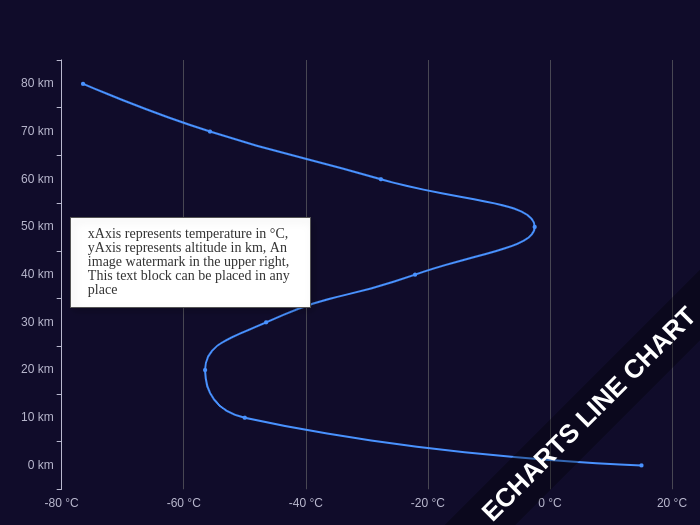 80 km
70 km
60 km
50 km
40 km
30 km
20 km
10 km
0 km
xAxis represents temperature in °C,
yAxis represents altitude in km, An
image watermark in the upper right,
This text block can be placed in any
place
ECHARTS LINE CHART
-80 °C
-60 °C
-40 °C
-20 °C
0 °C
20 °C